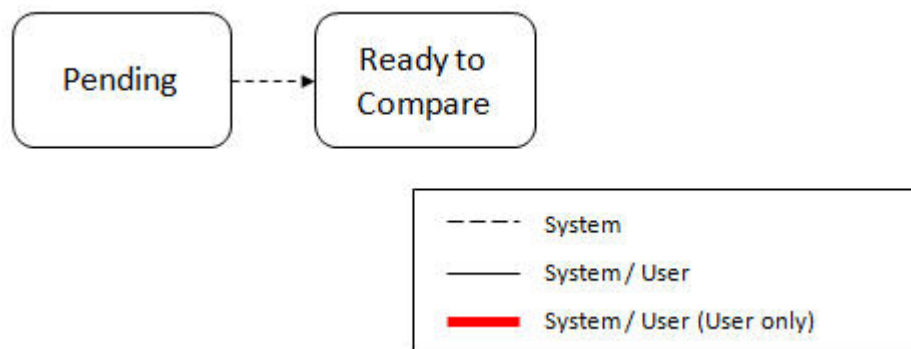 Pending
Ready to
Compare
System
System / User
System / User (User only)